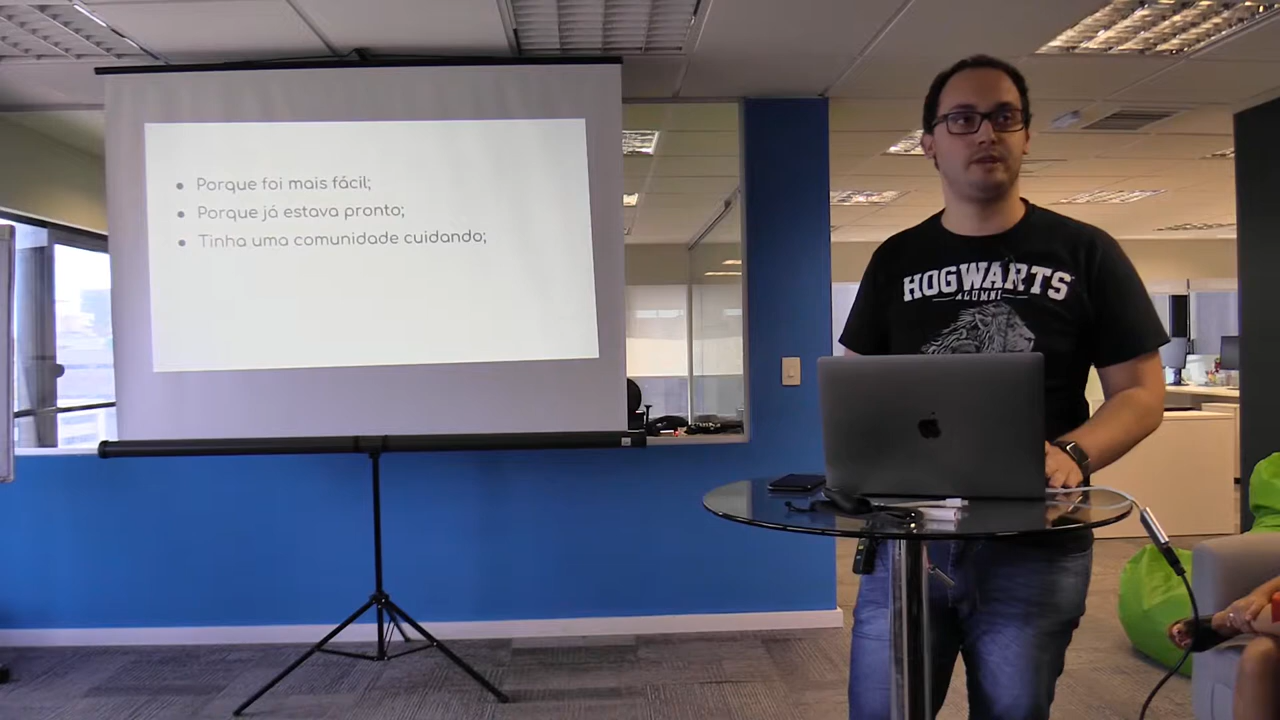 • Porque foi mais fácil;
• Porque já estava pronto;
• Tinha uma comunidade cuidando;
HOGWARTS
ALUMNI